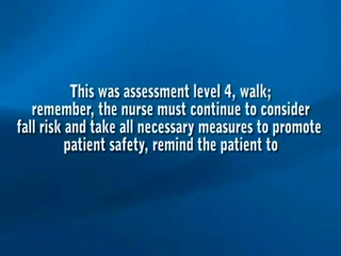 This was assessment level 4, walk;
remember, the nurse must continue to consider
fall risk and take all necessary measures to promote
patient safety, remind the patient to